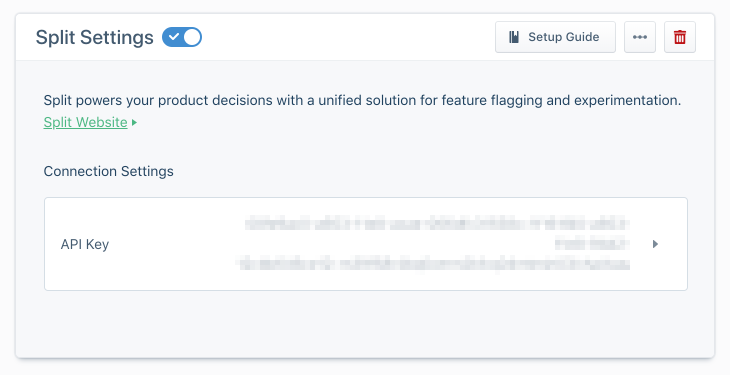 Split Settings
Setup Guide
Split powers your product decisions with a unified solution for feature flagging and experimentation.
Split Website
Connection Settings
API Key